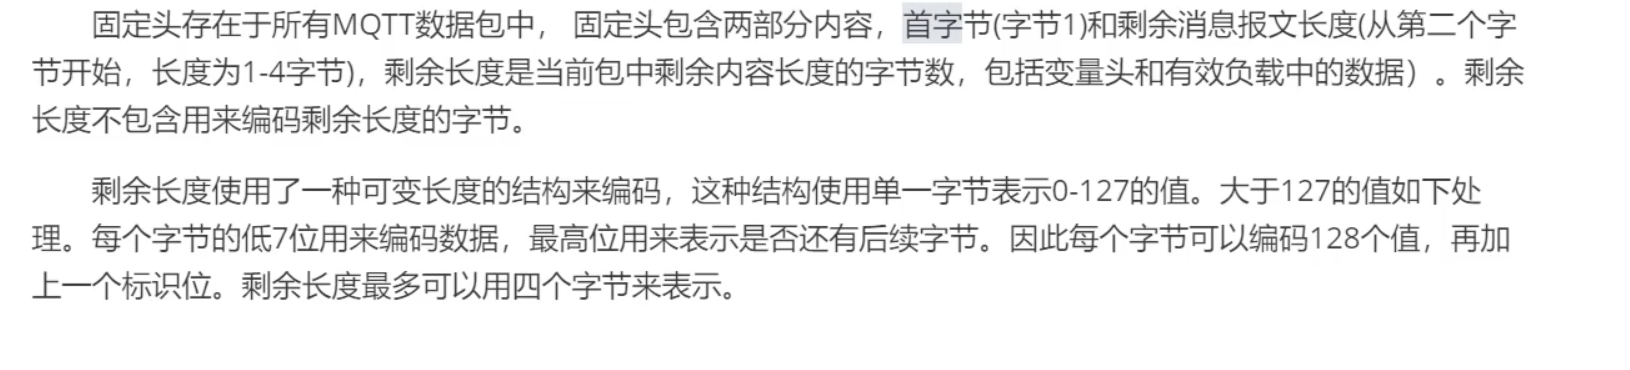 固定头存在于所有MQTT数据包中， 固定头包含两部分内容，首字节(字节1)和剩余消息报文长度(从第二个字
节开始，长度为1-4字节)，剩余长度是当前包中剩余内容长度的字节数，包括变量头和有效负载中的数据）。剩余
长度不包含用来编码剩余长度的字节。
剩余长度使用了一种可变长度的结构来编码，这种结构使用单一字节表示0-127的值。大于127的值如下处
理。每个字节的低7位用来编码数据，最高位用来表示是否还有后续字节。因此每个字节可以编码128个值，再加
上一个标识位。剩余长度最多可以用四个字节来表示。